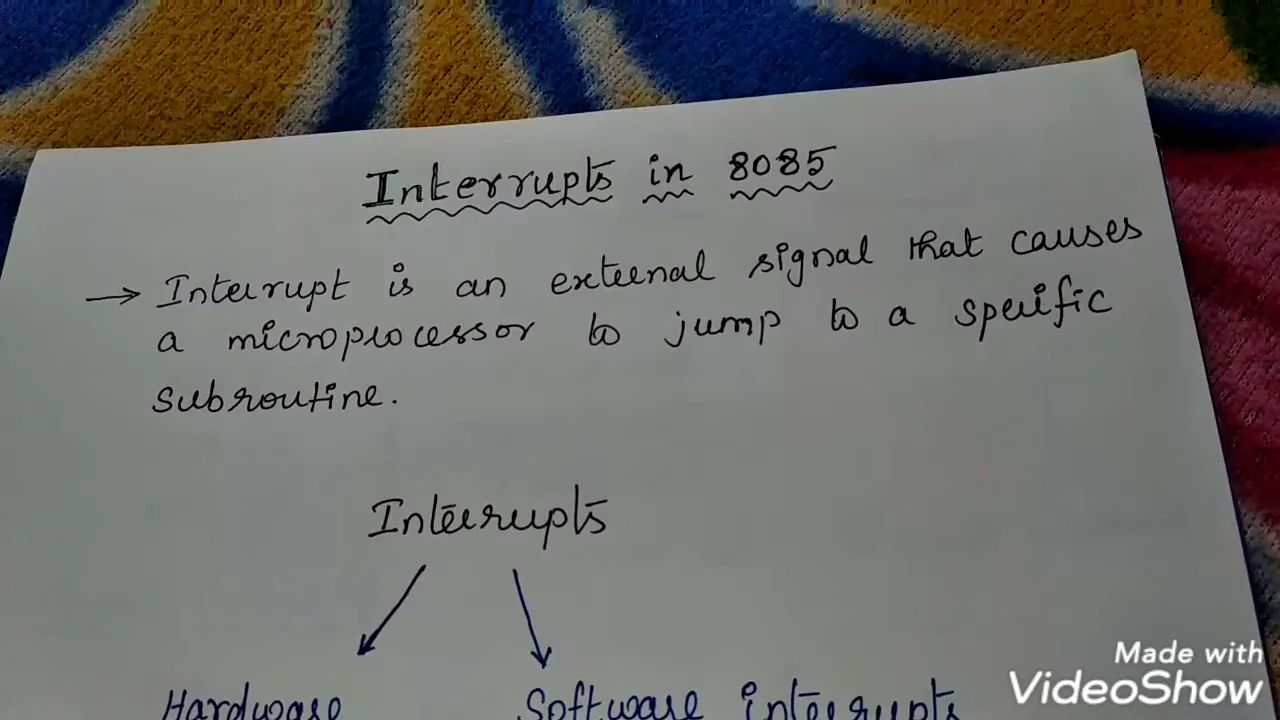 Interrupts in 8085
→ Interrupt is an external signal that causes
a microprocessor to jump to a specific
subroutine.
Interrupts
Hardware
Software interrupts
Made with
VideoShow